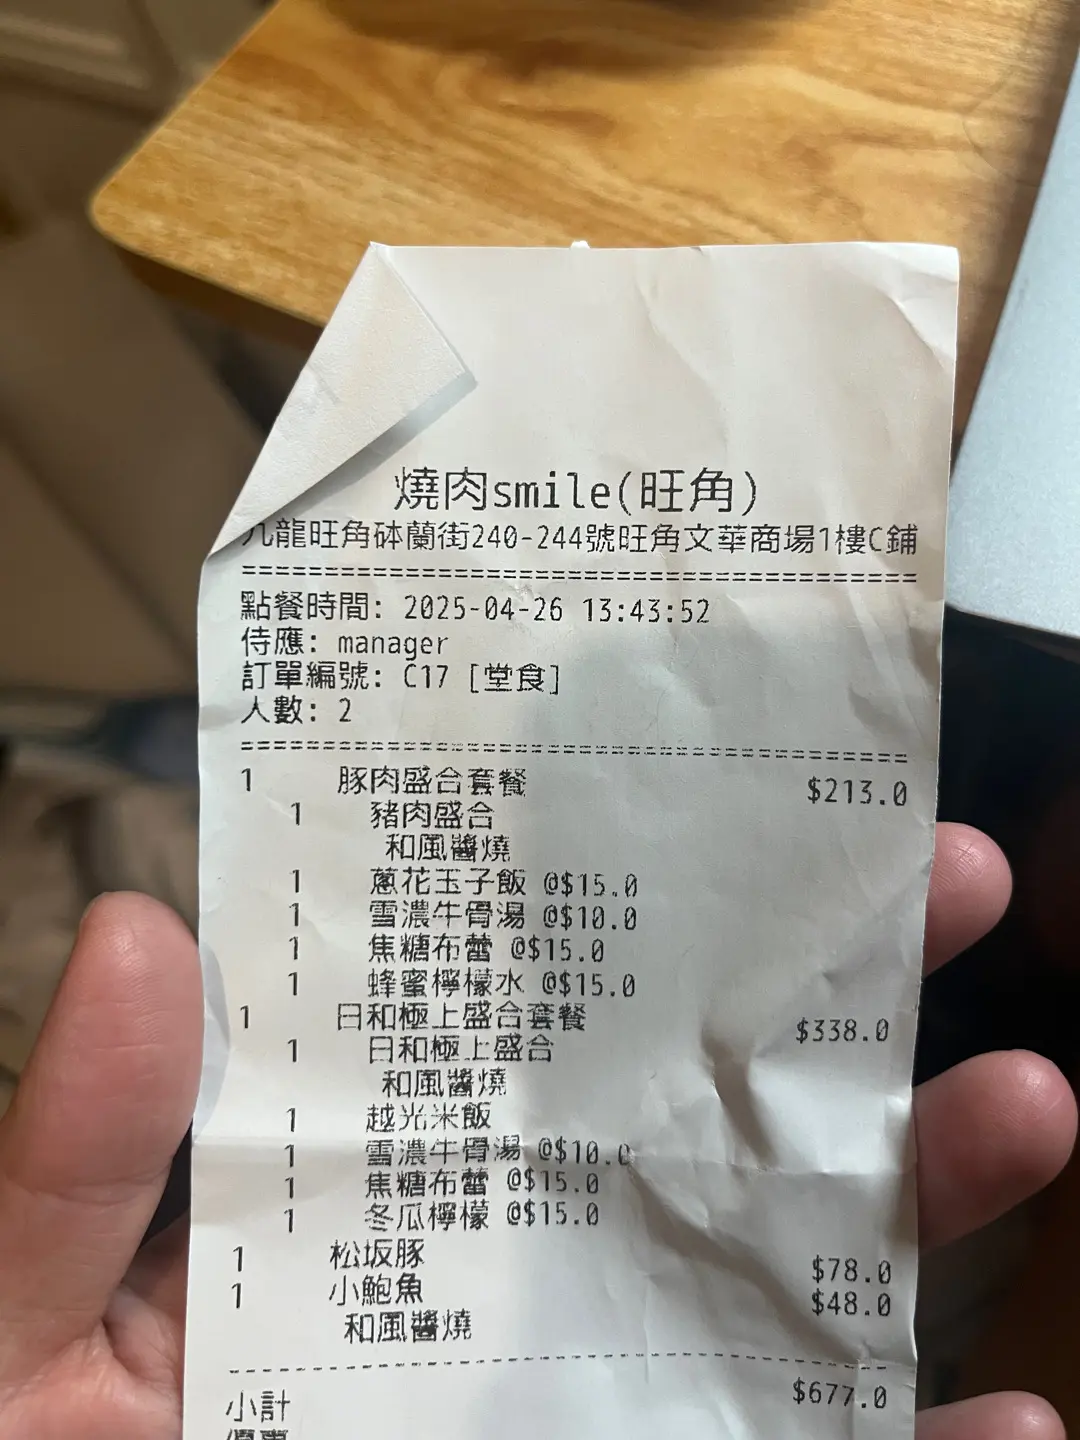 燒肉smile(旺角)
九龍旺角砵蘭街240-244號旺角文華商場1樓C鋪
點餐時間: 2025-04-26 13:43:52
侍應: manager
訂單編號: C17 [堂食]
人數: 2
1 豚肉盛合套餐 $213.0
1 豬肉盛合
和風醬燒
1 蔥花玉子飯 @$15.0
1 雪濃牛骨湯 @$10.0
1 焦糖布蕾 @$15.0
1 蜂蜜檸檬水 @$15.0
1 日和極上盛合套餐 $338.0
1 日和極上盛合
和風醬燒
1 越光米飯
1 雪濃牛骨湯 @$10.0
1 焦糖布蕾 @$15.0
1 冬瓜檸檬 @$15.0
1 松坂豚 $78.0
1 小鮑魚 $48.0
和風醬燒
小計 $677.0